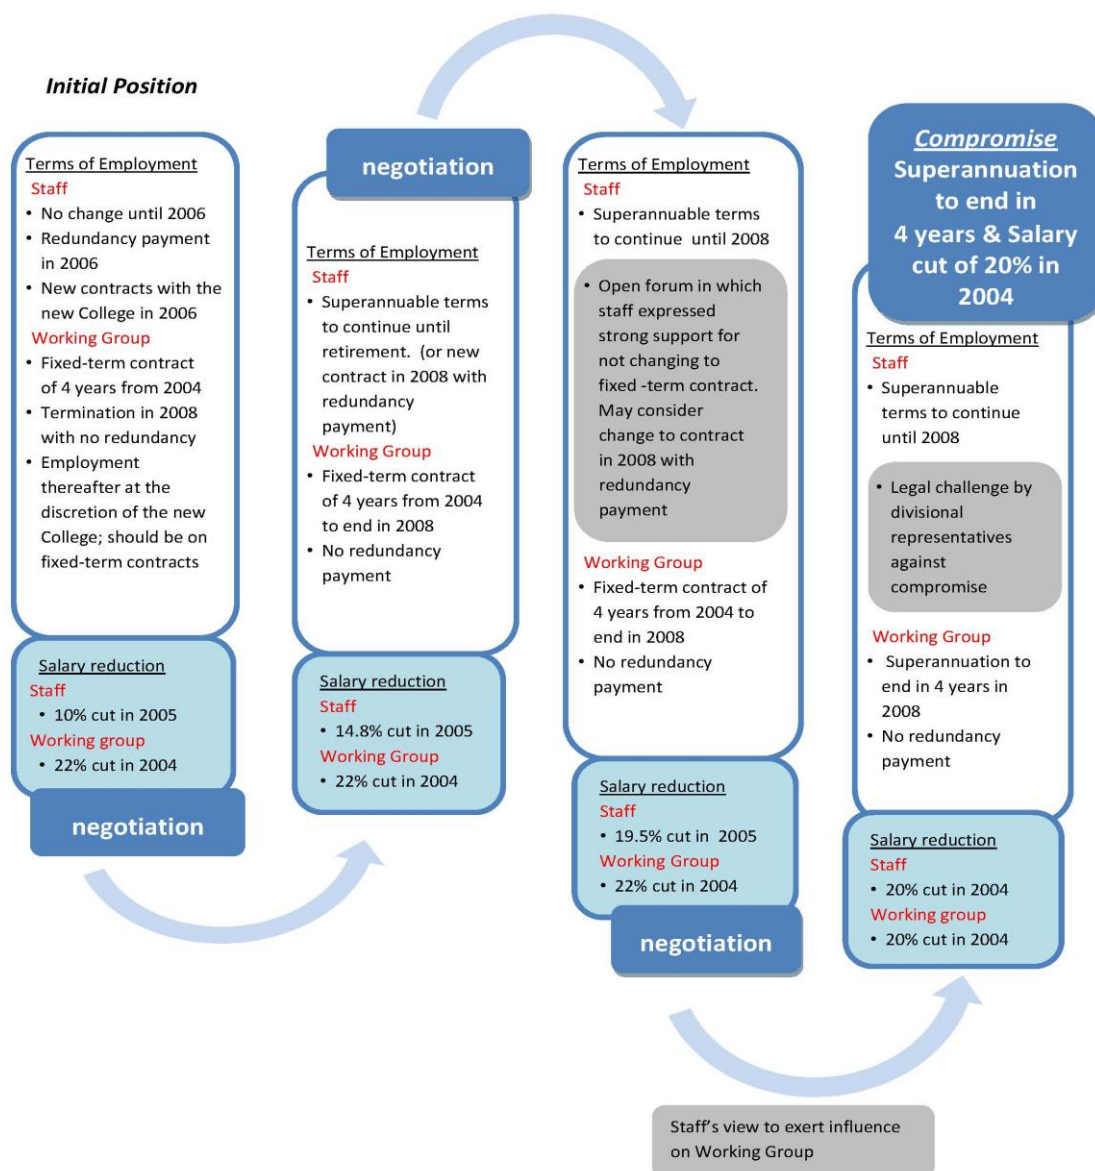 Initial Position
Terms of Employment
Staff
• No change until 2006
• Redundancy payment
in 2006
• New contracts with the
new College in 2006
Working Group
• Fixed-term contract
of 4 years from 2004
• Termination in 2008
with no redundancy
• Employment
thereafter at the
discretion of the new
College; should be on
fixed-term contracts
Salary reduction
Staff
• 10% cut in 2005
Working group
• 22% cut in 2004
negotiation
negotiation
Terms of Employment
Staff
• Superannuable terms
to continue until
retirement. (or new
contract in 2008 with
redundancy
payment)
Working Group
• Fixed-term contract
of 4 years from 2004
to end in 2008
• No redundancy
payment
Salary reduction
Staff
• 14.8% cut in 2005
Working Group
• 22% cut in 2004
Terms of Employment
Staff
• Superannuable terms
to continue until 2008
• Open forum in which
staff expressed
strong support for
not changing to
fixed -term contract.
May consider
change to contract
in 2008 with
redundancy
payment
Working Group
• Fixed-term contract of
4 years from 2004 to
end in 2008
• No redundancy
payment
Salary reduction
Staff
• 19.5% cut in 2005
Working Group
• 22% cut in 2004
negotiation
Compromise
Superannuation
to end in
4 years & Salary
cut of 20% in
2004
Terms of Employment
Staff
• Superannuable
terms to continue
until 2008
• Legal challenge by
divisional
representatives
against
compromise
Working Group
• Superannuation to
end in 4 years in
2008
• No redundancy
payment
Salary reduction
Staff
• 20% cut in 2004
Working group
• 20% cut in 2004
Staff's view to exert influence
on Working Group